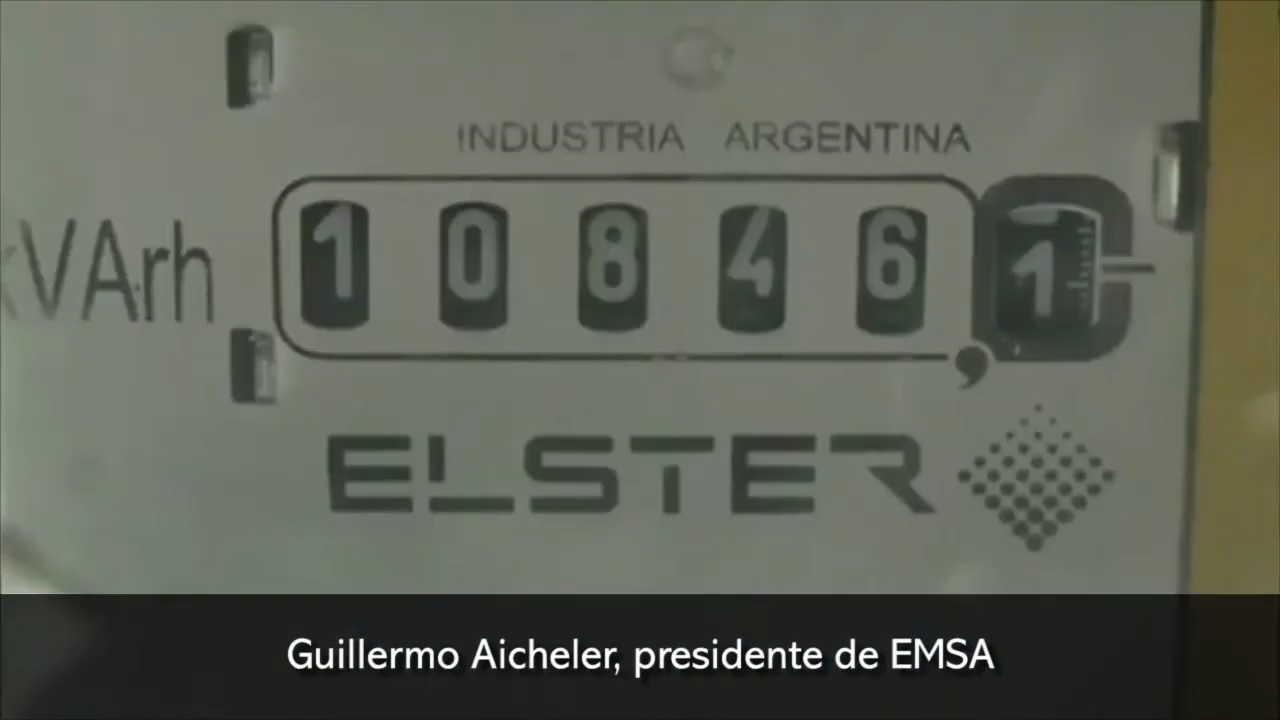 INDUSTRIA ARGENTINA
kVArh
1 0 8 4 6 , 1
ELSTER
Guillermo Aicheler, presidente de EMSA